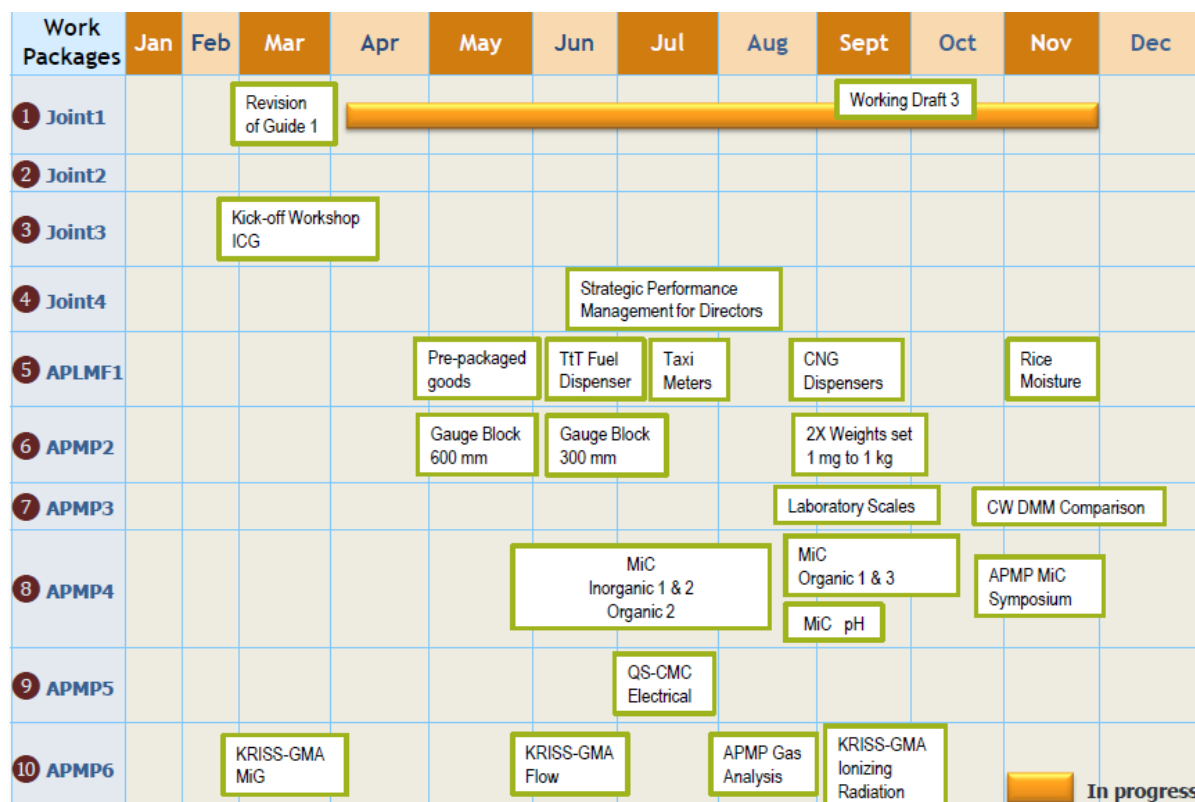 Work
Packages
Jan Feb Mar Apr May Jun Jul Aug Sept Oct Nov Dec
1 Joint1
Revision
of Guide 1
Working Draft 3
2 Joint2
3 Joint3
Kick-off Workshop
ICG
4 Joint4
Strategic Performance
Management for Directors
5 APLMF1
Pre-packaged
goods
TtT Fuel
Dispenser
Taxi
Meters
CNG
Dispensers
Rice
Moisture
6 APMP2
Gauge Block
600 mm
Gauge Block
300 mm
2X Weights set
1 mg to 1 kg
7 APMP3
Laboratory Scales
CW DMM Comparison
8 APMP4
MiC
Inorganic 1 & 2
Organic 2
MiC
Organic 1 & 3
MiC pH
APMP MiC
Symposium
9 APMP5
QS-CMC
Electrical
10 APMP6
KRISS-GMA
MiG
KRISS-GMA
Flow
APMP Gas
Analysis
KRISS-GMA
Ionizing
Radiation
In progress